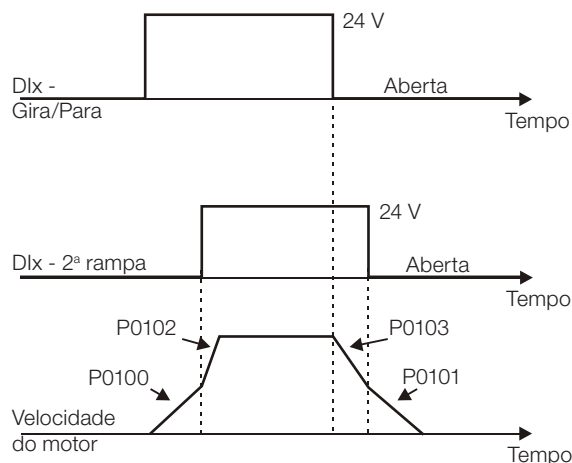 24 V
DIx -
Gira/Para
Aberta
Tempo
24 V
DIx - 2ª rampa
Aberta
Tempo
P0102
P0103
P0100
P0101
Velocidade
do motor
Tempo